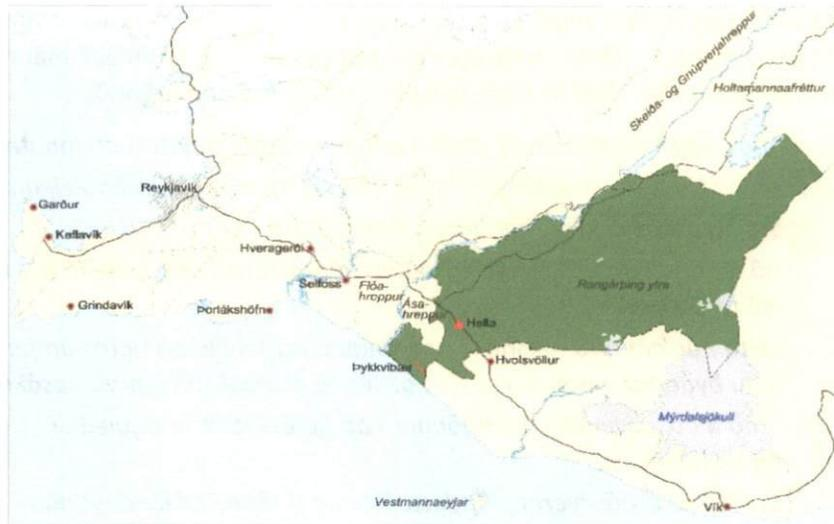 Skeiða- og Gnúpverjahreppur
Holtamannaafréttur
Reykjavík
Garður
Keflavík
Hveragerði
Selfoss
Flóa-
hreppur
Ása-
hreppur
Rangárþing ytra
Grindavík
Þorlákshöfn
Hella
Þykkvibær
Hvolsvöllur
Mýrdalsjökull
Vestmannaeyjar
Vík